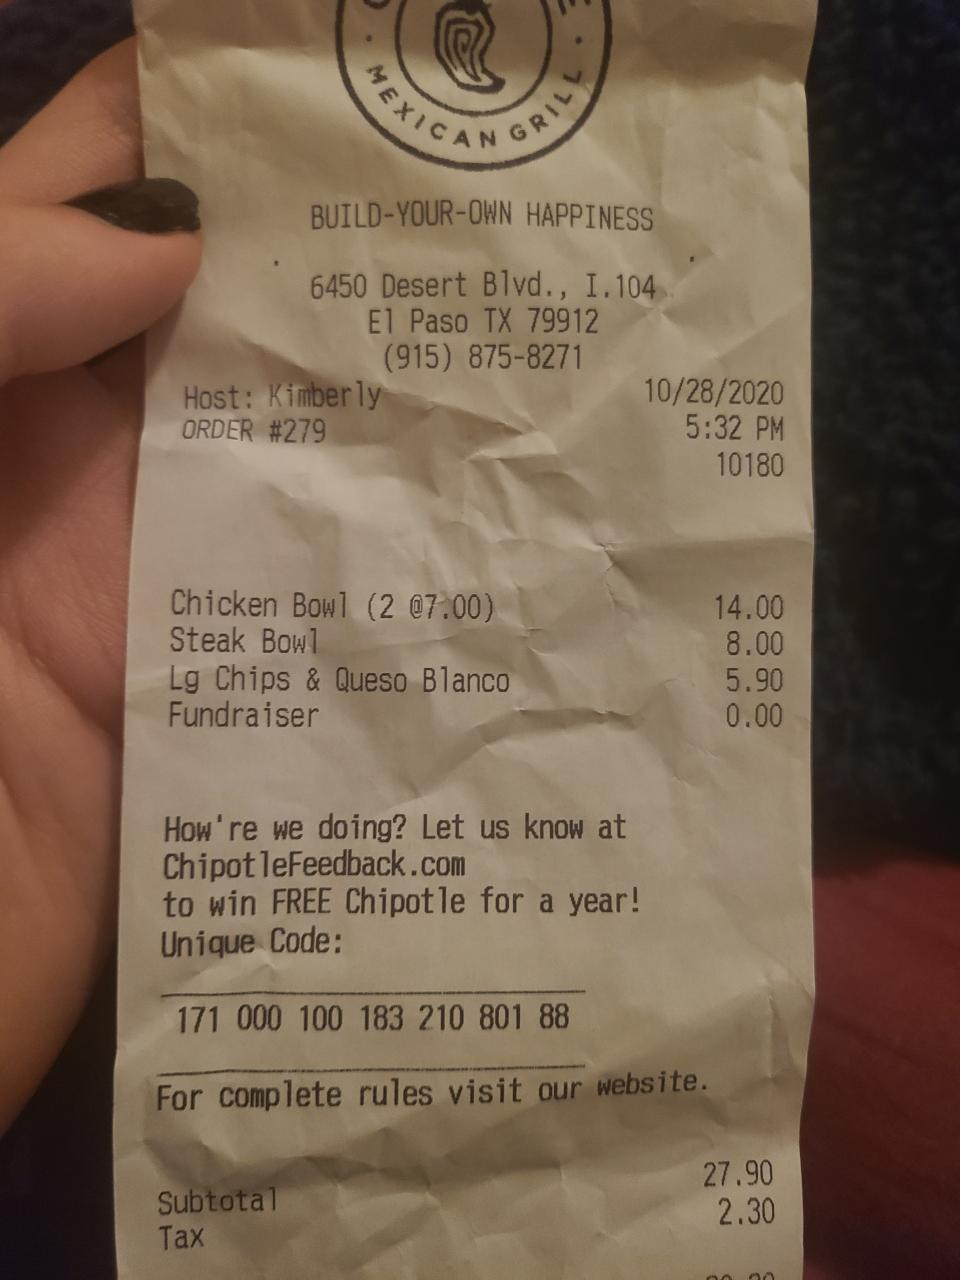 MEXICAN GRILL
BUILD-YOUR-OWN HAPPINESS
6450 Desert Blvd., I.104
El Paso TX 79912
(915) 875-8271
Host: Kimberly 10/28/2020
ORDER #279 5:32 PM
10180
Chicken Bowl (2 @7.00) 14.00
Steak Bowl 8.00
Lg Chips & Queso Blanco 5.90
Fundraiser 0.00
How're we doing? Let us know at
ChipotleFeedback.com
to win FREE Chipotle for a year!
Unique Code:
171 000 100 183 210 801 88
For complete rules visit our website.
Subtotal 27.90
Tax 2.30